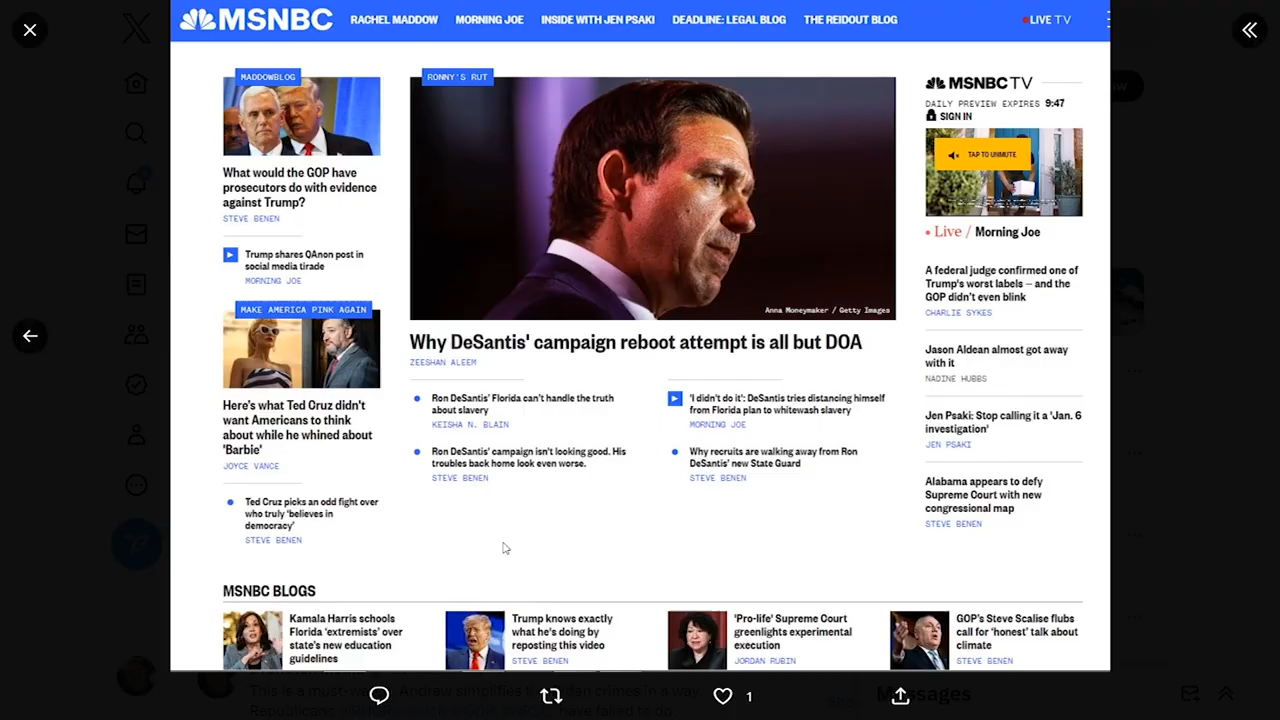 MSNBC
RACHEL MADDOW
MORNING JOE
INSIDE WITH JEN PSAKI
DEADLINE: LEGAL BLOG
THE REIDOUT BLOG
LIVE TV
MADDOWBLOG
What would the GOP have
prosecutors do with evidence
against Trump?
STEVE BENEN
Trump shares QAnon post in
social media tirade
MORNING JOE
MAKE AMERICA PINK AGAIN
Here's what Ted Cruz didn't
want Americans to think
about while he whined about
'Barbie'
JOYCE VANCE
Ted Cruz picks an odd fight over
who truly 'believes in
democracy'
STEVE BENEN
RONNY'S RUT
Anna Moneymaker / Getty Images
Why DeSantis' campaign reboot attempt is all but DOA
ZEESHAN ALEEM
Ron DeSantis' Florida can't handle the truth
about slavery
KEISHA N. BLAIN
Ron DeSantis' campaign isn't looking good. His
troubles back home look even worse.
STEVE BENEN
'I didn't do it': DeSantis tries distancing himself
from Florida plan to whitewash slavery
MORNING JOE
Why recruits are walking away from Ron
DeSantis' new State Guard
STEVE BENEN
MSNBC TV
DAILY PREVIEW EXPIRES 9:47
SIGN IN
TAP TO UNMUTE
Live / Morning Joe
A federal judge confirmed one of
Trump's worst labels – and the
GOP didn't even blink
CHARLIE SYKES
Jason Aldean almost got away
with it
NADINE HUBBS
Jen Psaki: Stop calling it a 'Jan. 6
investigation'
JEN PSAKI
Alabama appears to defy
Supreme Court with new
congressional map
STEVE BENEN
MSNBC BLOGS
Kamala Harris schools
Florida 'extremists' over
state's new education
guidelines
Trump knows exactly
what he's doing by
reposting this video
STEVE BENEN
'Pro-life' Supreme Court
greenlights experimental
execution
JORDAN RUBIN
GOP's Steve Scalise flubs
call for 'honest' talk about
climate
STEVE BENEN
1
Messages